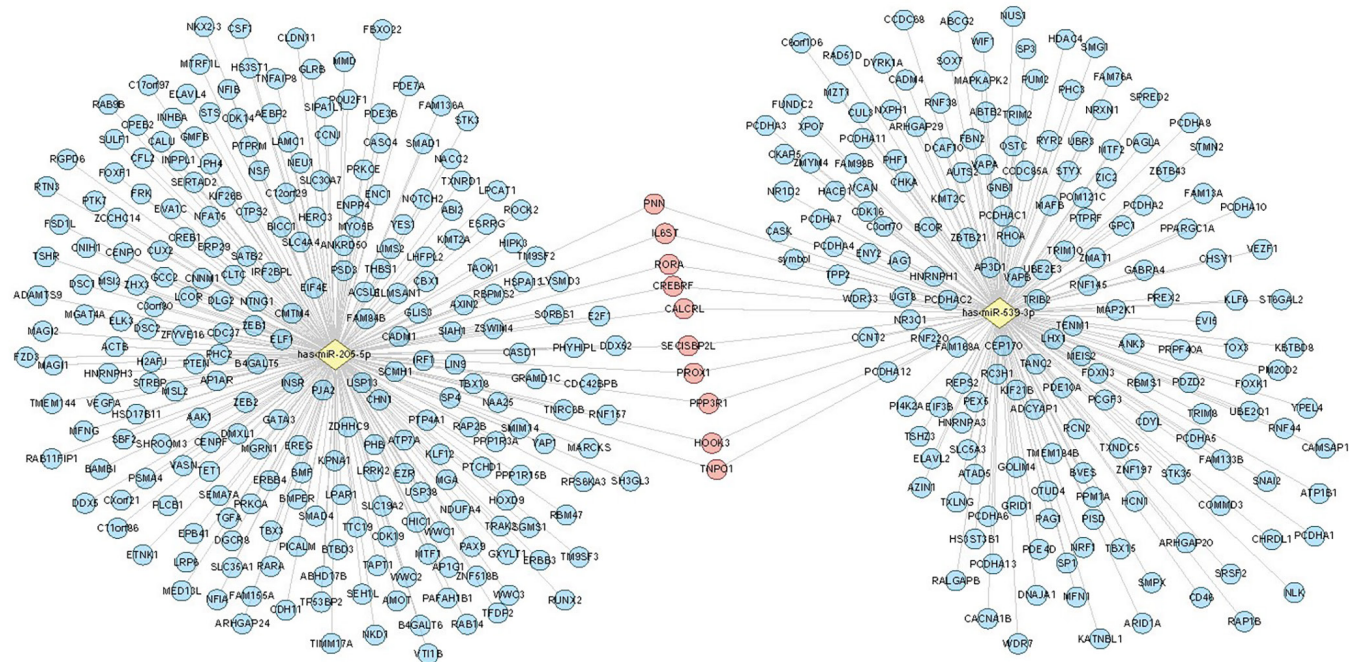 NKX2-3
CSF1
CLDN11
FBXO22
MTRF1L
HS3ST1
GLRB
MMD
C17orf97
ELAVL4
NFIB
TNFAIP8
PDE7A
RAB9B
INHBA
STS
CDK14
AEBP2
SIPA1L1
POU2F1
PDE3B
FAM136A
CPEB2
GMFB
LAMC1
CCNJ
STK3
SULF1
CALU
PTPRM
NEU1
CASC4
SMAD1
CFL2
INPPL1
JPH4
NSF
SLC30A7
PRKCE
NACC2
RGPD6
FOXF1
SERTAD2
KIF26B
C12orf29
ENC1
TXNRD1
RTN3
PTK7
FRK
EVA1C
CTPS2
HERC3
ENPP4
NOTCH2
LPCAT1
FSD1L
ZCCHC14
NFAT5
BICC1
MYO5B
YES1
ABI2
ESRRG
ROCK2
CNIH1
CENPO
CUX2
CREB1
ERP29
SATB2
SLC4A4
ANKRD50
LIMS2
KMT2A
HIPK3
TSHR
MSI2
GCC2
CNNM1
CLTC
IRF2BPL
PSD3
THBS1
LHFPL2
TM9SF2
DSC1
ZHX3
LCOR
DLG2
NTNG1
EIF4E
ACSL1
ELMSAN1
CBX1
TAOK1
HSPA13
LYSMD3
ADAMTS9
MGAT4A
C3orf80
CMTM4
FAM84B
GLIS3
AXIN2
RBPMS2
SORBS1
ELK3
DSC2
ZFYVE16
CDC27
ZEB1
ELF1
CADM1
SIAH1
ZSWIM4
E2F1
MAGI2
ACTB
PHC2
has-miR-205-5p
PHYHIPL
DDX52
FZD3
MAGI1
H2AFJ
PTEN
B4GALT5
IRF1
LIN9
CASD1
HNRNPH3
STRBP
AP1AR
INSR
PJA2
USP13
SCMH1
TBX18
GRAMD1C
CDC42BPB
TMEM144
VEGFA
MSL2
ZEB2
CHN1
SP4
NAA25
TNRC6B
RNF157
MFNG
HSD17B11
AAK1
GATA3
PTP4A1
SBF2
SHROOM3
CENPF
DMXL1
MGRN1
EREG
ZDHHC9
PHB
ATP7A
RAP2B
PPP1R3A
SMIM14
YAP1
MARCKS
RAB11FIP1
BAMBI
VASN
TET1
ERBB4
BMF
KPNA1
LRRK2
EZR
KLF12
PTCHD1
PPP1R15B
RPS6KA3
SH3GL3
PSMA4
DDX5
CXorf21
PLCB1
SEMA7A
PRKCA
BMPER
LPAR1
SLC19A2
USP38
MGA
HOXD9
RBM47
C11orf86
TGFA
SMAD4
NDUFA4
TRAK2
SGMS1
EPB41
DGCR8
TBX3
TTC19
CHIC1
WWC1
ETNK1
PICALM
BTBD3
CDK19
MTF1
PAX9
GXYLT1
TM9SF3
LRP6
SLC35A1
RARA
TAPT1
AP1G1
ERBB3
MED13L
FAM155A
ABHD17B
WWC2
ZNF518B
NFIA
CDH11
TP53BP2
SEH1L
AMOT
PAFAH1B1
WWC3
RUNX2
ARHGAP24
TFDP2
TIMM17A
NKD1
B4GALT6
RAB14
VTI1B
PNN
IL6ST
RORA
CREBRF
CALCRL
SECISBP2L
PROX1
PPP3R1
HOOK3
TNPO1
CCDC68
ABCG2
NUS1
C6orf106
WIF1
SP3
HDAC4
RAD51D
SOX7
SMG1
DYRK1A
MAPKAPK2
PUM2
FAM76A
MZT1
CADM4
PHC3
NXPH1
RNF38
ABTB2
TRIM2
NRXN1
SPRED2
FUNDC2
CUL3
ARHGAP29
FBN2
PCDHA3
XPO7
PCDHA11
DCAF10
OSTC
RYR2
UBR3
DAGLA
PCDHA8
MTF2
STMN2
CKAP5
ZMYM4
FAM98B
PHF1
AUTS2
VAPA
CCDC85A
STYX
ZIC2
ZBTB43
NR1D2
HACE1
VCAN
CHKA
GNB1
POM121C
FAM13A
KMT2C
MAFB
PCDHA2
PCDHA7
CDK16
PCDHAC1
PTPRF
GPC1
PCDHA10
CASK
C3orf70
BCOR
RHOA
PPARGC1A
PCDHA4
ENY2
ZBTB21
TRIM10
VEZF1
symbol
JAG1
AP3D1
UBE2E3
ZMAT1
CHSY1
TPP2
HNRNPH1
VAPB
RNF145
GABRA4
WDR33
UGT8
PCDHAC2
TRIB2
PREX2
KLF6
ST6GAL2
NR3C1
has-miR-539-3p
MAP2K1
EVI5
CCNT2
RNF220
TENM1
FAM168A
CEP170
LHX1
ANK3
TOX3
KBTBD8
PCDHA12
TANC2
MEIS2
PRPF40A
PM20D2
REPS2
RC3H1
KIF21B
FOXN3
RBMS1
PDZD2
FOXK1
PI4K2A
EIF3B
PEX5
PDE10A
PCGF3
TRIM8
UBE2Q1
YPEL4
ADCYAP1
CDYL
RNF44
TSHZ3
HNRNPA3
RCN2
PCDHA5
CAMSAP1
ELAVL2
SLC6A3
TXNDC5
FAM133B
TMEM184B
GOLIM4
ZNF197
STK35
SNAI2
AZIN1
ATAD5
BVES
ATP1B1
TXLNG
OTUD4
PPM1A
HCN1
COMMD3
PCDHA6
GRID1
PAG1
PISD
PCDHA1
HS3ST3B1
CHRDL1
PCDHA13
PDE4D
NRF1
TBX15
ARHGAP20
RALGAPB
SP1
SMPX
SRSF2
NLK
DNAJA1
MFN1
CD46
CACNA1B
ARID1A
RAP1B
WDR7
KATNBL1